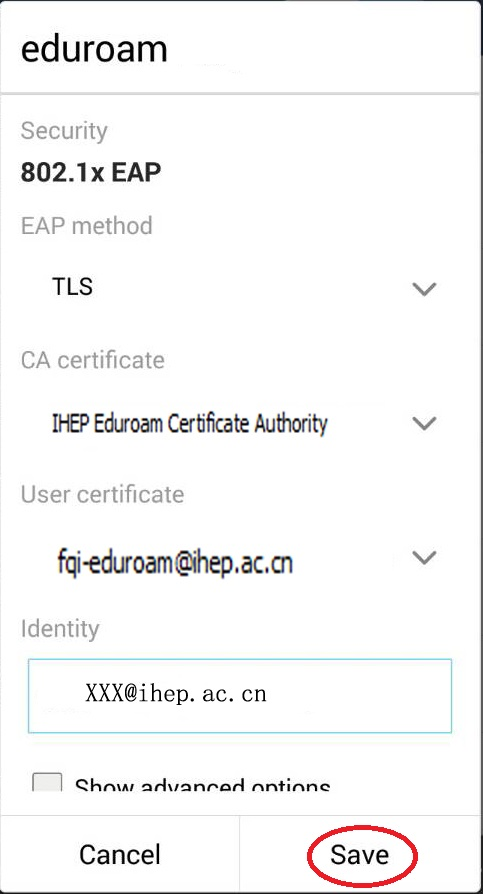 eduroam
Security
802.1x EAP
EAP method
TLS
CA certificate
IHEP Eduroam Certificate Authority
User certificate
fqi-eduroam@ihep.ac.cn
Identity
XXX@ihep.ac.cn
Show advanced options
Cancel
Save